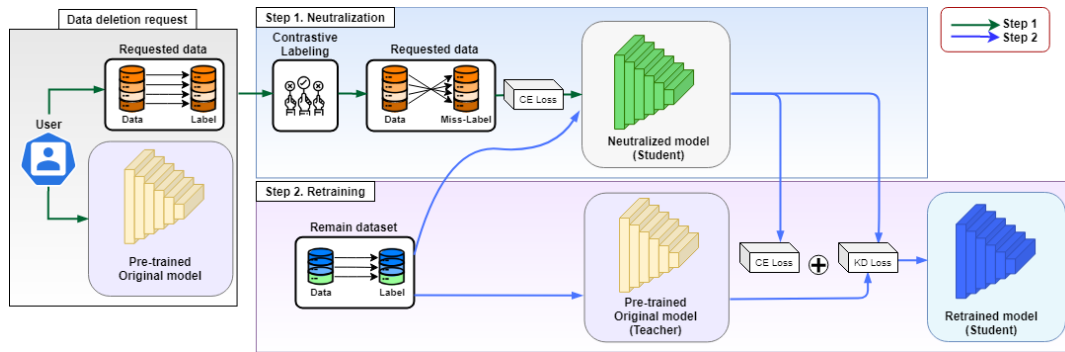 Data deletion request
Requested data
Data
Label
User
Pre-trained
Original model
Step 1. Neutralization
Contrastive
Labeling
Requested data
Data
Miss-Label
CE Loss
Neutralized model
(Student)
Step 1
Step 2
Step 2. Retraining
Remain dataset
Data
Label
Pre-trained
Original model
(Teacher)
CE Loss
KD Loss
Retrained model
(Student)